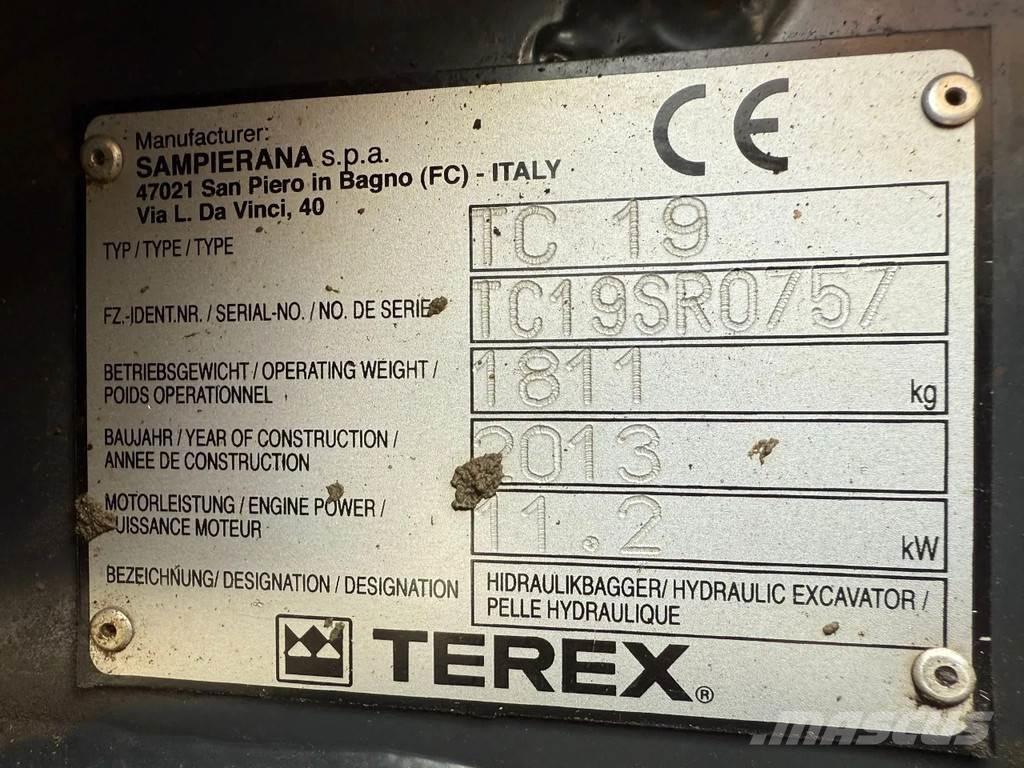 Manufacturer:
SAMPIERANA s.p.a.
47021 San Piero in Bagno (FC) - ITALY
Via L. Da Vinci, 40
CE
TYP / TYPE / TYPE
TC 19
FZ.-IDENT.NR. / SERIAL-NO. / NO. DE SERIE
TC19SR0757
BETRIEBSGEWICHT / OPERATING WEIGHT /
POIDS OPERATIONNEL
1811 kg
BAUJAHR / YEAR OF CONSTRUCTION /
ANNEE DE CONSTRUCTION
2013
MOTORLEISTUNG / ENGINE POWER /
PUISSANCE MOTEUR
11.2 kW
BEZEICHNUNG/ DESIGNATION / DESIGNATION
HIDRAULIKBAGGER/ HYDRAULIC EXCAVATOR /
PELLE HYDRAULIQUE
TEREX®
MASCUS